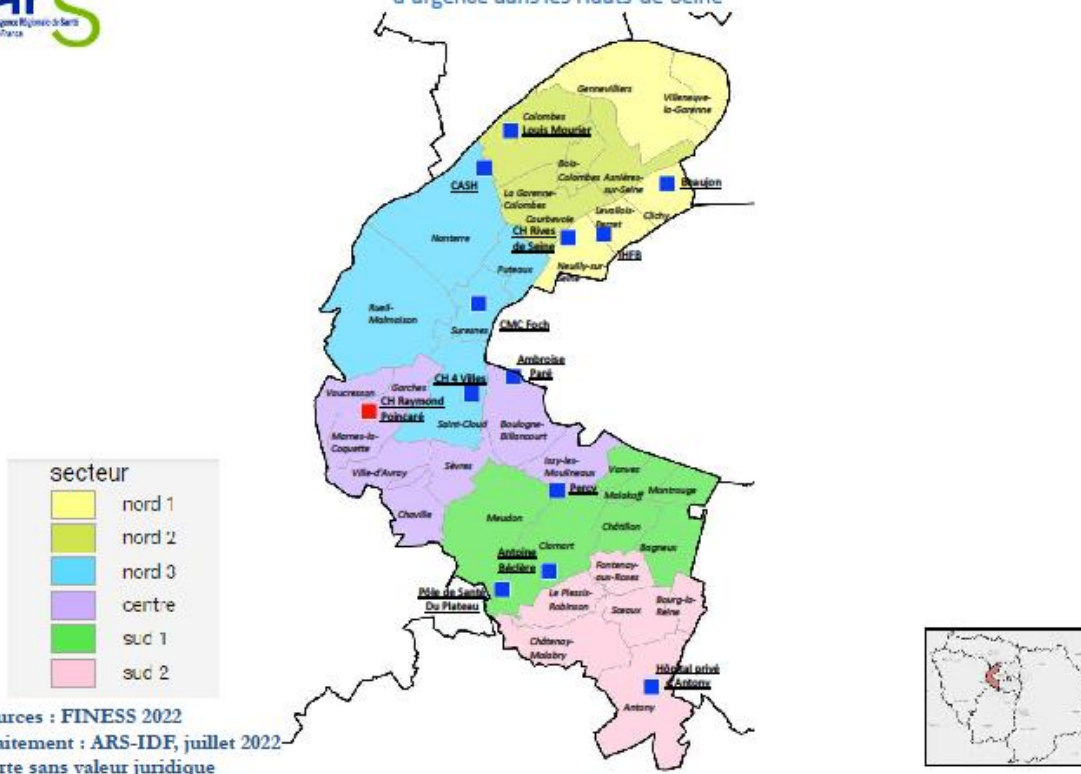 d'urgence dans les Hauts-de-Seine
Agence Régionale de Santé
Gennevilliers
Villeneuve-
la-Garenne
Colombes
Louis Mourier
Bois-
Colombes
Asnières-
sur-Seine
CASH
Beaujon
La Garenne-
Colombes
Levallois-
Perret
Clichy
Courbevoie
CH Rives
de Seine
IHFB
Nanterre
Neuilly-sur-
Seine
Puteaux
Rueil-
Malmaison
Suresnes
CMC Foch
Ambroise
Paré
CH 4 Villes
Garches
Vaucresson
CH Raymond
Poincaré
Saint-Cloud
Boulogne-
Billancourt
Marnes-la-
Coquette
Ville-d'Avray
Sèvres
Issy-les-
Moulineaux
Vanves
Percy
Malakoff
Montrouge
Chaville
Meudon
Châtillon
Clamart
Bagneux
Antoine
Béclère
Fontenay-
aux-Roses
Pôle de Santé
Du Plateau
Le Plessis-
Robinson
Sceaux
Bourg-la-
Reine
Châtenay-
Malabry
Hôpital privé
d'Antony
Antony
secteur
nord 1
nord 2
nord 3
centre
sud 1
sud 2
urces : FINESS 2022
aitement : ARS-IDF, juillet 2022
rte sans valeur juridique